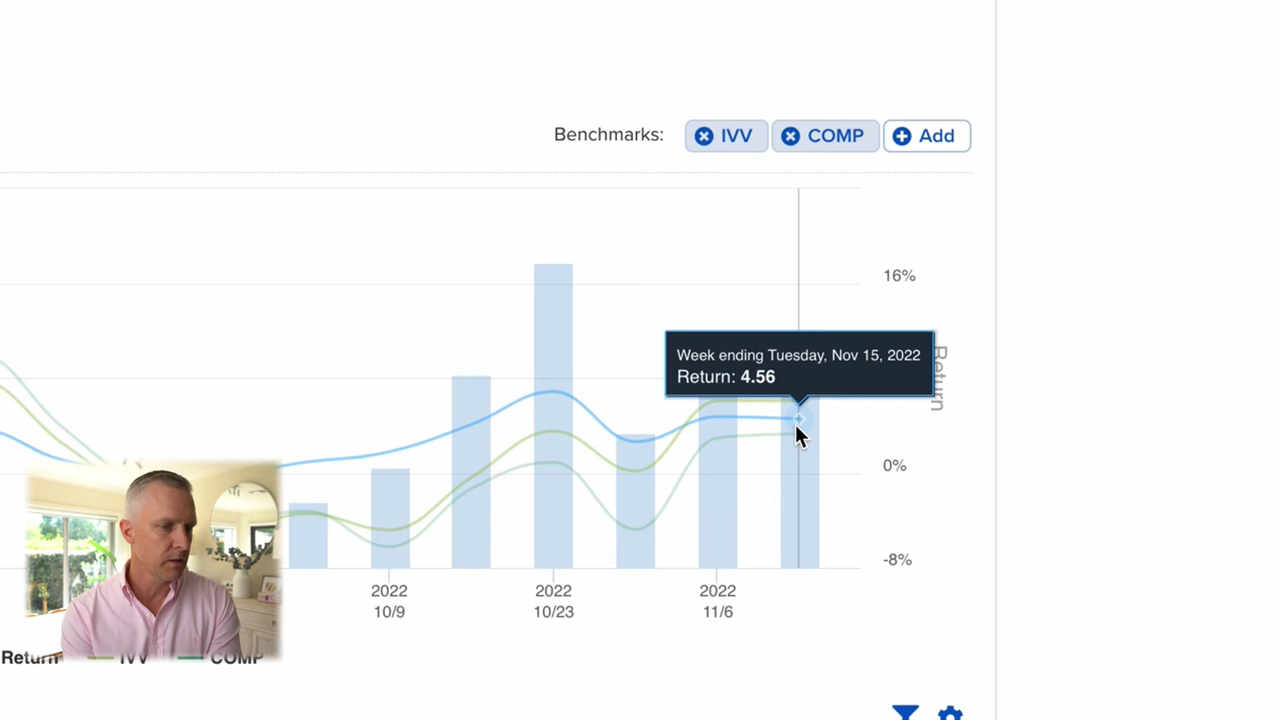 Benchmarks: IVV COMP Add
16%
Week ending Tuesday, Nov 15, 2022
Return: 4.56
Return
0%
-8%
2022 2022 2022
10/9 10/23 11/6
Return IVV COMP